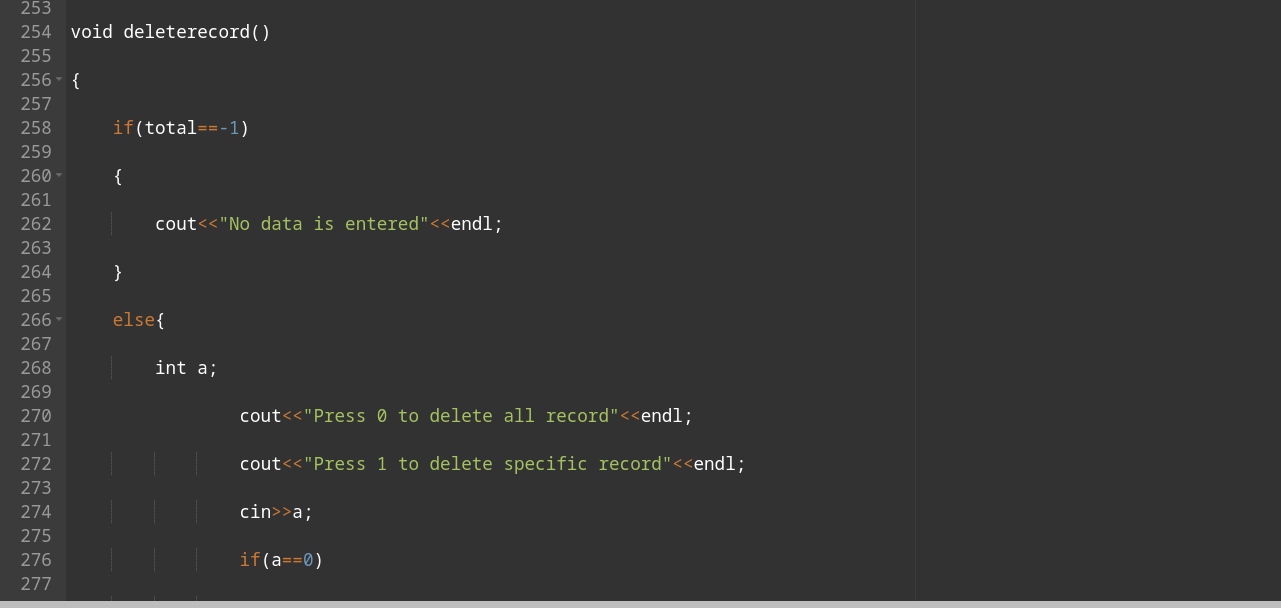 253
254 void deleterecord()
255
256 {
257
258 if(total==-1)
259
260 {
261
262 cout<<"No data is entered"<<endl;
263
264 }
265
266 else{
267
268 int a;
269
270 cout<<"Press 0 to delete all record"<<endl;
271
272 cout<<"Press 1 to delete specific record"<<endl;
273
274 cin>>a;
275
276 if(a==0)
277